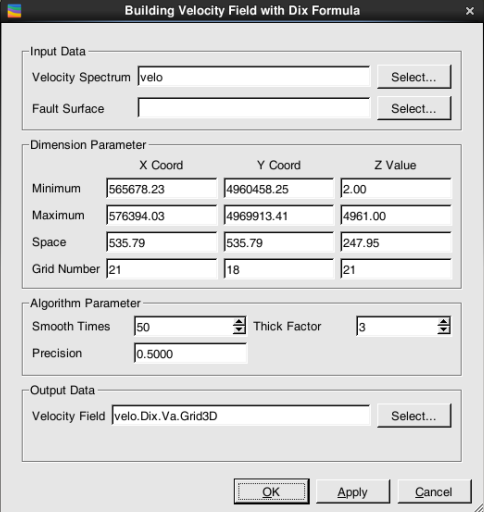 Building Velocity Field with Dix Formula
Input Data
Velocity Spectrum velo Select...
Fault Surface Select...
Dimension Parameter
X Coord Y Coord Z Value
Minimum 565678.23 4960458.25 2.00
Maximum 576394.03 4969913.41 4961.00
Space 535.79 535.79 247.95
Grid Number 21 18 21
Algorithm Parameter
Smooth Times 50 Thick Factor 3
Precision 0.5000
Output Data
Velocity Field velo.Dix.Va.Grid3D Select...
OK Apply Cancel